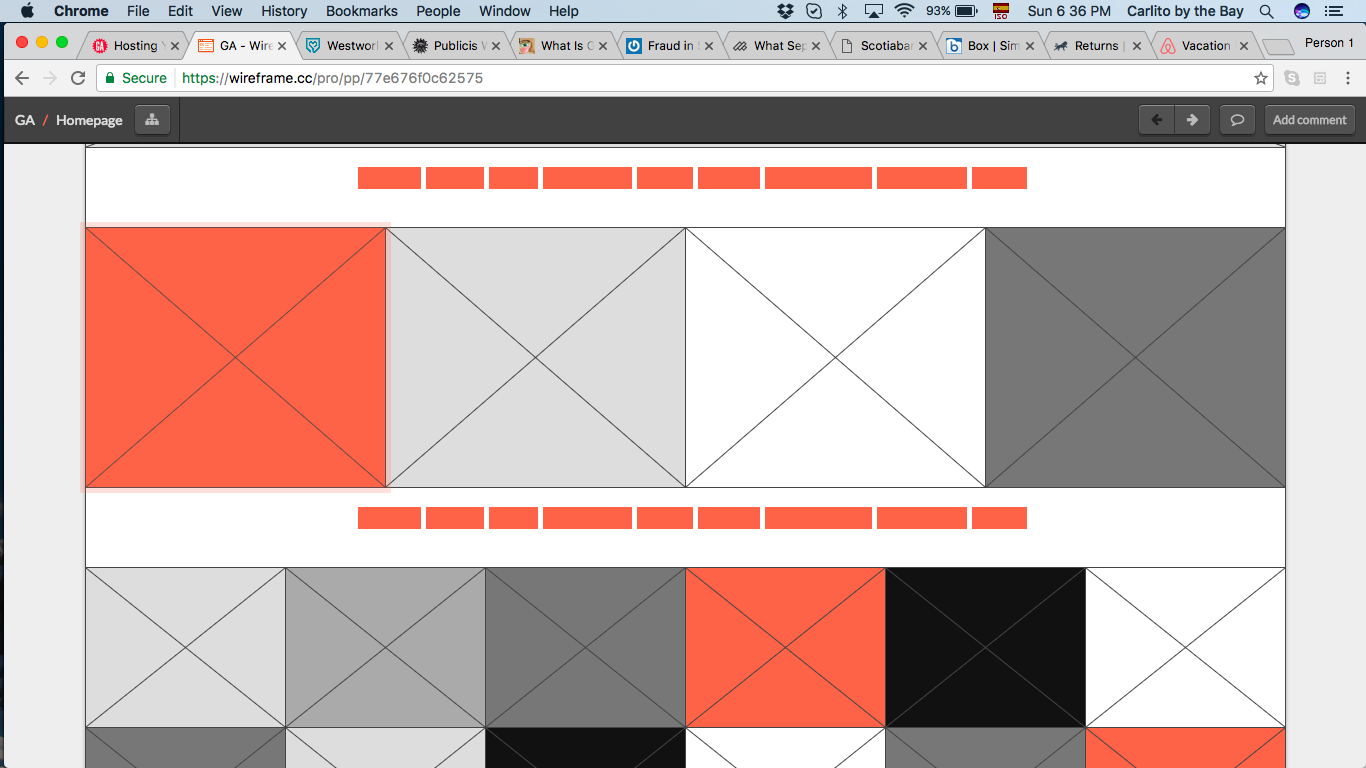 Chrome File Edit View History Bookmarks People Window Help 93% ISO Sun 6 36 PM Carlito by the Bay
Hosting GA - Wire Westworl Publicis W What Is Fraud in What Sep Scotiabar Box | Sim Returns | Vacation Person 1
Secure https://wireframe.cc/pro/pp/77e676f0c62575
GA / Homepage Add comment